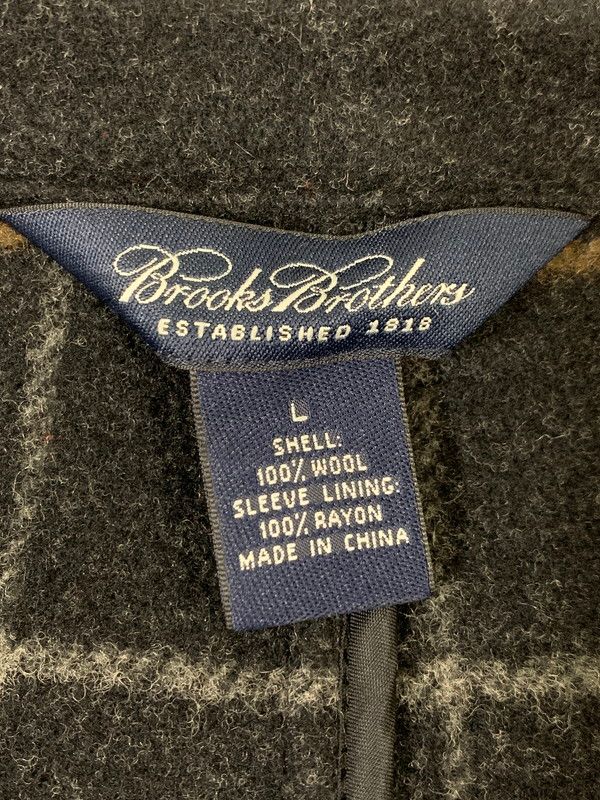 Brooks Brothers
ESTABLISHED 1818
L
SHELL:
100% WOOL
SLEEVE LINING:
100% RAYON
MADE IN CHINA